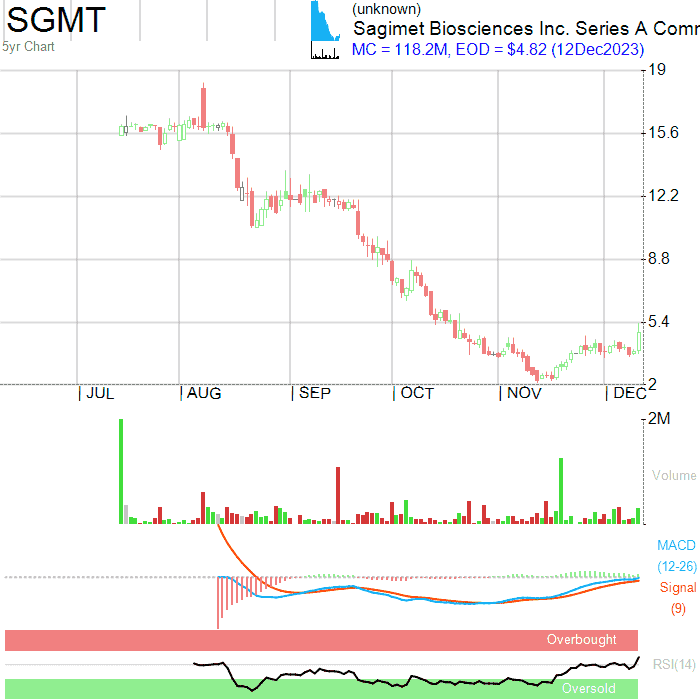 SGMT
5yr Chart
(unknown)
Sagimet Biosciences Inc. Series A Comm
MC = 118.2M, EOD = $4.82 (12Dec2023)
19
15.6
12.2
8.8
5.4
2
JUL
AUG
SEP
OCT
NOV
DEC
2M
Volume
MACD
(12-26)
Signal
(9)
Overbought
RSI(14)
Oversold